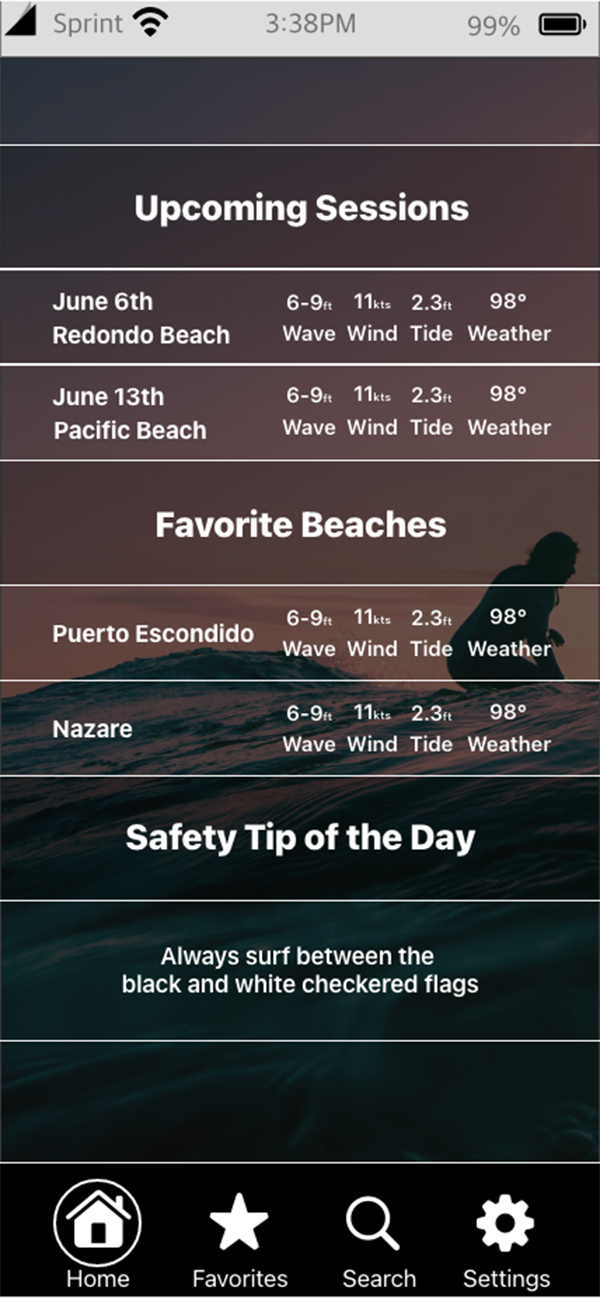 Sprint 3:38PM 99%
Upcoming Sessions
June 6th
Redondo Beach
6-9ft 11kts 2.3ft 98°
Wave Wind Tide Weather
June 13th
Pacific Beach
6-9ft 11kts 2.3ft 98°
Wave Wind Tide Weather
Favorite Beaches
Puerto Escondido
6-9ft 11kts 2.3ft 98°
Wave Wind Tide Weather
Nazare
6-9ft 11kts 2.3ft 98°
Wave Wind Tide Weather
Safety Tip of the Day
Always surf between the
black and white checkered flags
Home Favorites Search Settings